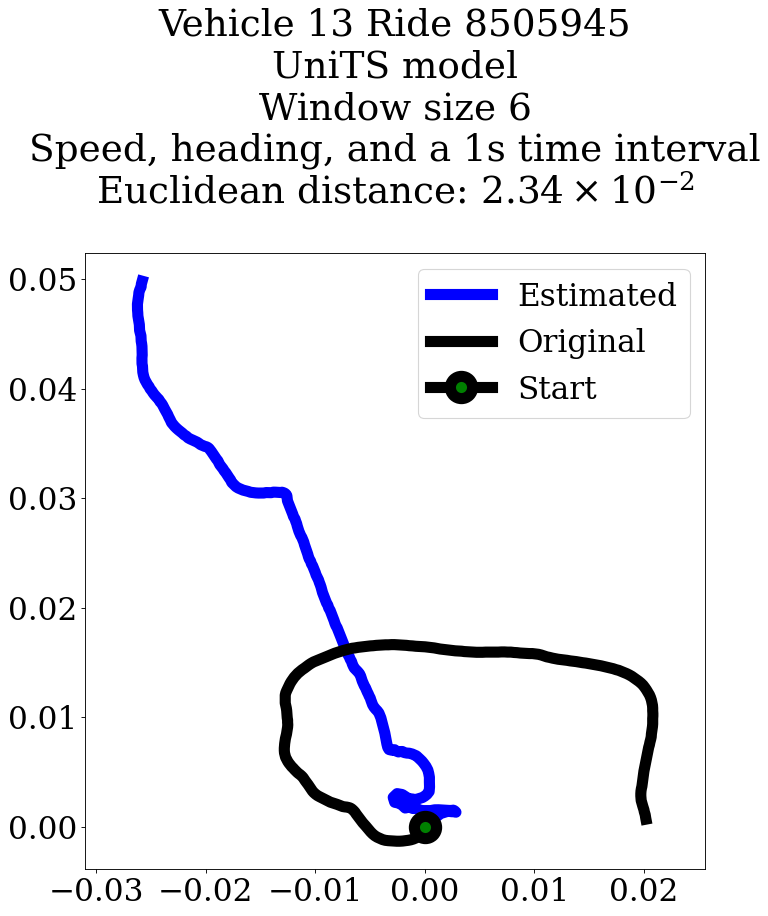 Vehicle 13 Ride 8505945
UniTS model
Window size 6
Speed, heading, and a 1s time interval
Euclidean distance: 2.34 × 10⁻²
Estimated
Original
Start
0.05
0.04
0.03
0.02
0.01
0.00
−0.03 −0.02 −0.01 0.00 0.01 0.02